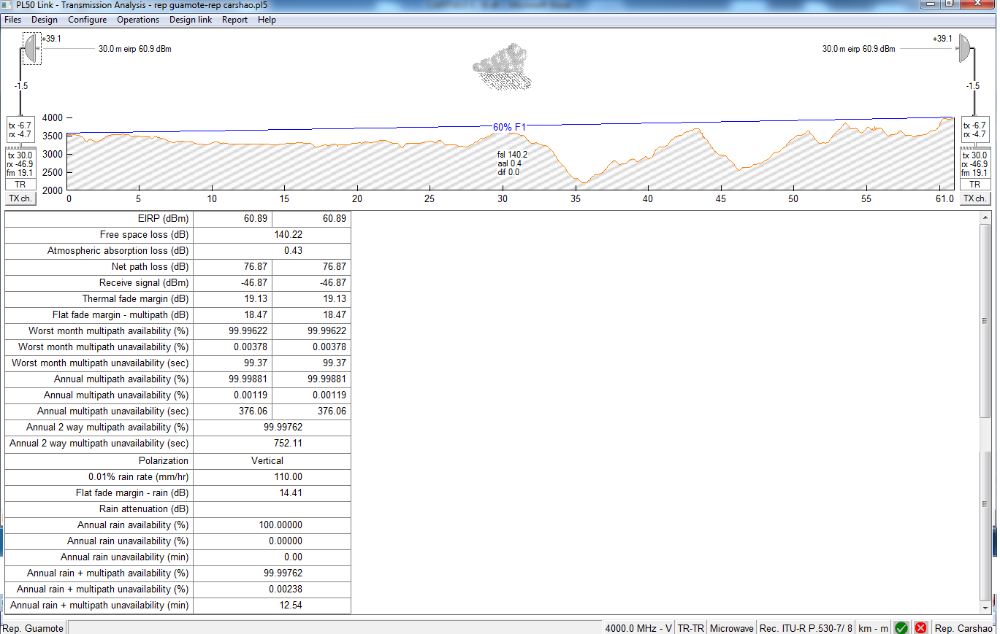 PL50 Link - Transmission Analysis - rep guamote-rep carshao.pl5
Files Design Configure Operations Design link Report Help
+39.1 +39.1
30.0 m eirp 60.9 dBm 30.0 m eirp 60.9 dBm
-1.5 -1.5
4000
60% F1
tx -6.7 tx -6.7
rx -4.7 rx -4.7
3500
3000
tx 30.0 fsl 140.2 tx 30.0
rx -46.9 aal 0.4 rx -46.9
fm 19.1 dif 0.0 fm 19.1
2500
TR TR
2000
TX ch. 0 5 10 15 20 25 30 35 40 45 50 55 61.0 TX ch.
EIRP (dBm) 60.89 60.89
Free space loss (dB) 140.22
Atmospheric absorption loss (dB) 0.43
Net path loss (dB) 76.87 76.87
Receive signal (dBm) -46.87 -46.87
Thermal fade margin (dB) 19.13 19.13
Flat fade margin - multipath (dB) 18.47 18.47
Worst month multipath availability (%) 99.99622 99.99622
Worst month multipath unavailability (%) 0.00378 0.00378
Worst month multipath unavailability (sec) 99.37 99.37
Annual multipath availability (%) 99.99881 99.99881
Annual multipath unavailability (%) 0.00119 0.00119
Annual multipath unavailability (sec) 376.06 376.06
Annual 2 way multipath availability (%) 99.99762
Annual 2 way multipath unavailability (sec) 752.11
Polarization Vertical
0.01% rain rate (mm/hr) 110.00
Flat fade margin - rain (dB) 14.41
Rain attenuation (dB)
Annual rain availability (%) 100.00000
Annual rain unavailability (%) 0.00000
Annual rain unavailability (min) 0.00
Annual rain + multipath availability (%) 99.99762
Annual rain + multipath unavailability (%) 0.00238
Annual rain + multipath unavailability (min) 12.54
Rep. Guamote 4000.0 MHz - V TR-TR Microwave Rec. ITU-R P.530-7/ 8 km - m Rep. Carshao